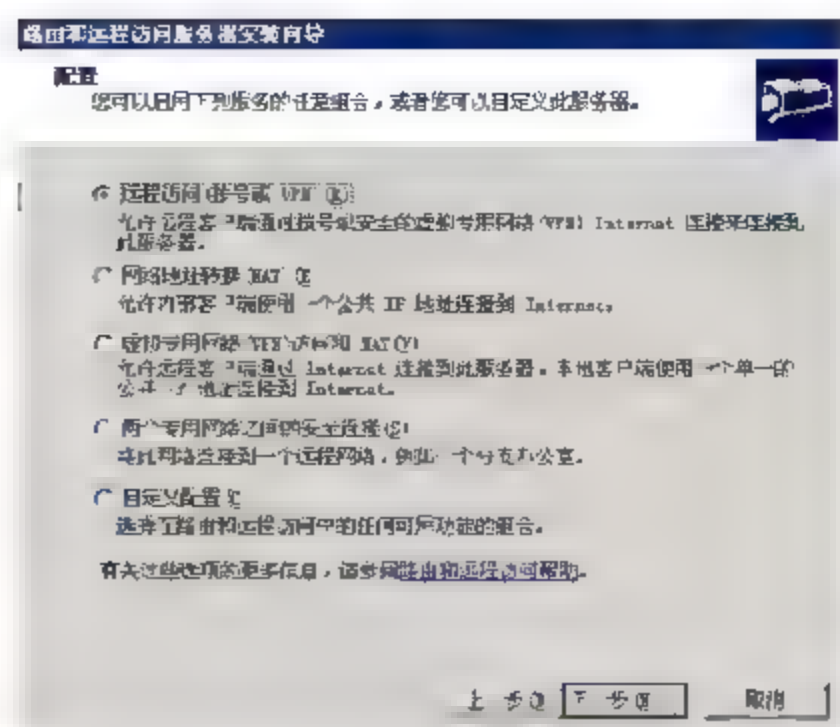 路由和远程访问服务器安装向导
配置
您可以启用下列服务的任意组合，或者您可以自定义此服务器。
远程访问(拨号或 VPN)(R)
允许远程客户端通过拨号或安全的虚拟专用网络(VPN) Internet 连接来连接到
此服务器。
网络地址转换(NAT)(E)
允许内部客户端使用一个公共 IP 地址连接到 Internet。
虚拟专用网络(VPN)访问和 NAT(V)
允许远程客户端通过 Internet 连接到此服务器，本地客户端使用一个单一的
公共 IP 地址连接到 Internet。
两个专用网络之间的安全连接(S)
将此网络连接到一个远程网络，例如一个分支办公室。
自定义配置(C)
选择在路由和远程访问中的任何可用功能的组合。
有关这些选项的更多信息，请参阅路由和远程访问帮助。
上一步(B) 下一步(N) 取消